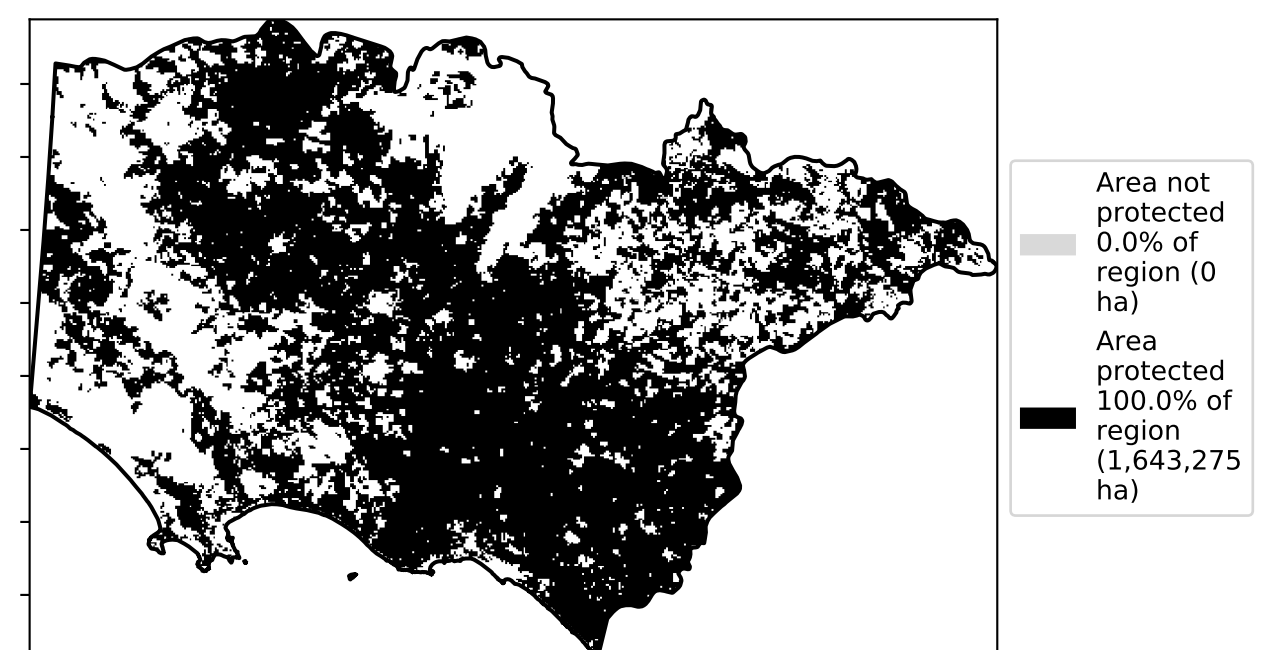 Area not
protected
0.0% of
region (0
ha)
Area
protected
100.0% of
region
(1,643,275
ha)